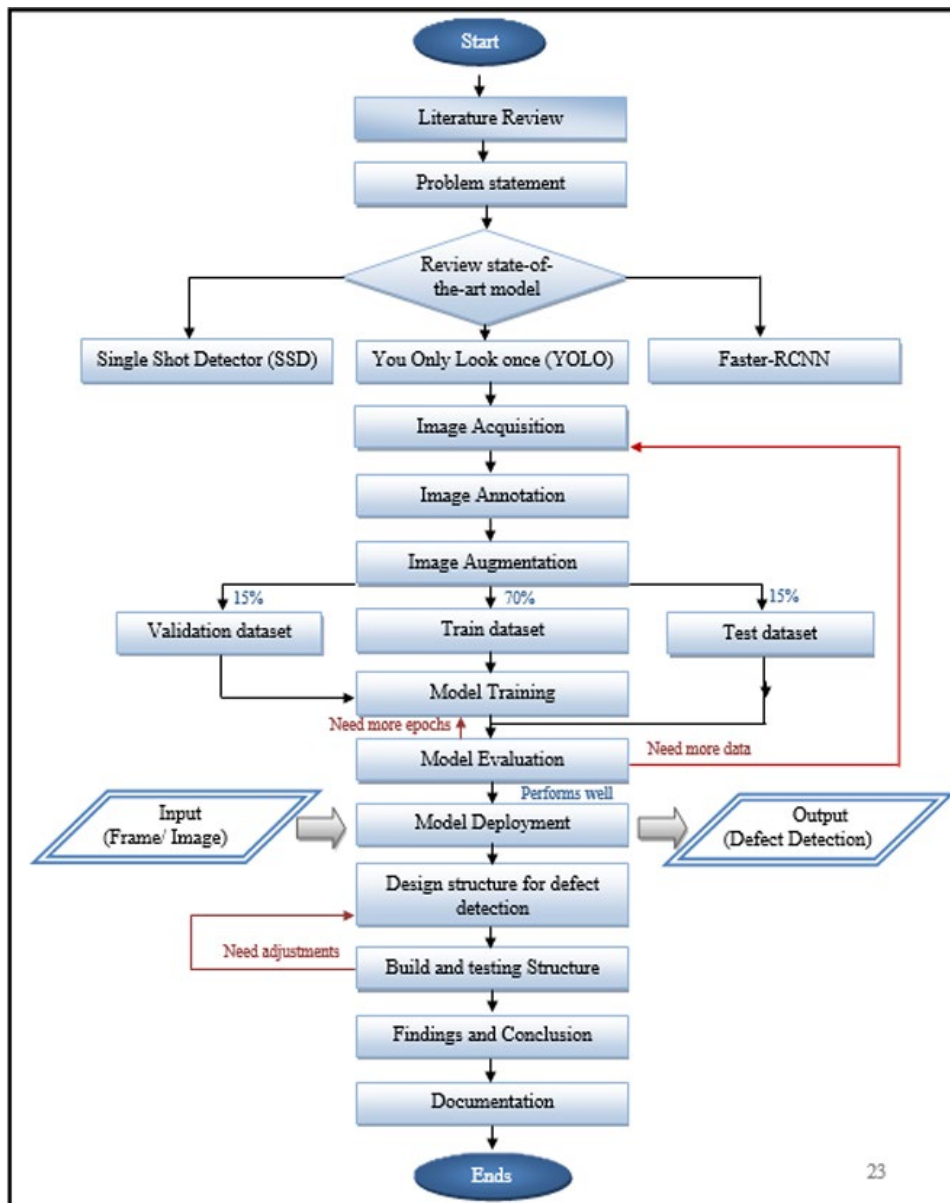 Start
Literature Review
Problem statement
Review state-of-
the-art model
Single Shot Detector (SSD)
You Only Look once (YOLO)
Faster-RCNN
Image Acquisition
Image Annotation
Image Augmentation
15%
70%
15%
Validation dataset
Train dataset
Test dataset
Model Training
Need more epochs
Model Evaluation
Need more data
Performs well
Input
(Frame/ Image)
Model Deployment
Output
(Defect Detection)
Design structure for defect
detection
Need adjustments
Build and testing Structure
Findings and Conclusion
Documentation
Ends
23